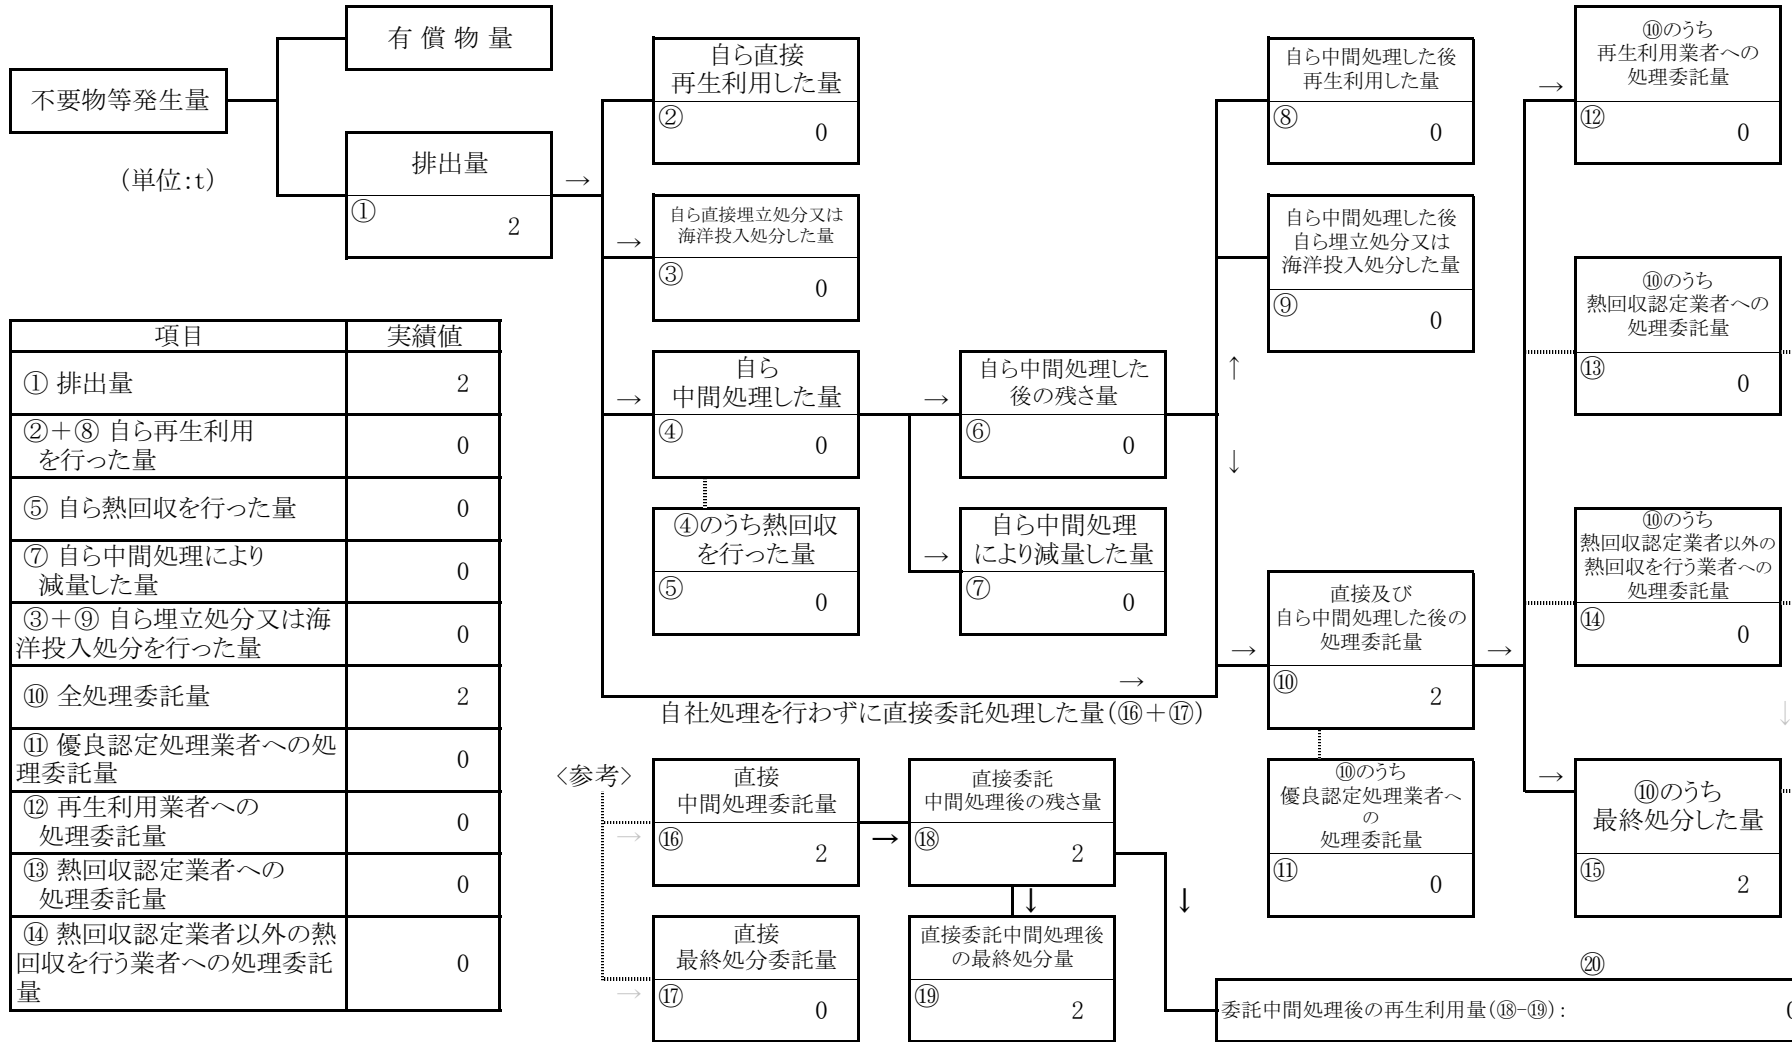 有 償 物 量
不要物等発生量
(単位:t)
排出量
①
2
→
自ら直接
再生利用した量
②
0
→
自ら直接埋立処分又は
海洋投入処分した量
③
0
→
自ら
中間処理した量
④
0
④のうち熱回収
を行った量
⑤
0
→
自ら中間処理した
後の残さ量
⑥
0
→
自ら中間処理
により減量した量
⑦
0
自ら中間処理した後
再生利用した量
⑧
0
自ら中間処理した後
自ら埋立処分又は
海洋投入処分した量
⑨
0
↑
↓
→
自社処理を行わずに直接委託処理した量(⑯+⑰)
→
直接及び
自ら中間処理した後の
処理委託量
⑩
2
⑩のうち
優良認定処理業者へ
の
処理委託量
⑪
0
→
→
⑩のうち
再生利用業者への
処理委託量
⑫
0
⑩のうち
熱回収認定業者への
処理委託量
⑬
0
⑩のうち
熱回収認定業者以外の
熱回収を行う業者への
処理委託量
⑭
0
↓
→
⑩のうち
最終処分した量
⑮
2
項目 実績値
① 排出量 2
②+⑧ 自ら再生利用
を行った量 0
⑤ 自ら熱回収を行った量 0
⑦ 自ら中間処理により
減量した量 0
③+⑨ 自ら埋立処分又は海
洋投入処分を行った量 0
⑩ 全処理委託量 2
⑪ 優良認定処理業者への処
理委託量 0
⑫ 再生利用業者への
処理委託量 0
⑬ 熱回収認定業者への
処理委託量 0
⑭ 熱回収認定業者以外の熱
回収を行う業者への処理委託
量 0
<参考>
→
直接
中間処理委託量
⑯
2
→
直接委託
中間処理後の残さ量
⑱
2
↓
↓
→
直接
最終処分委託量
⑰
0
直接委託中間処理後
の最終処分量
⑲
2
⑳
委託中間処理後の再生利用量(⑱-⑲) : 0